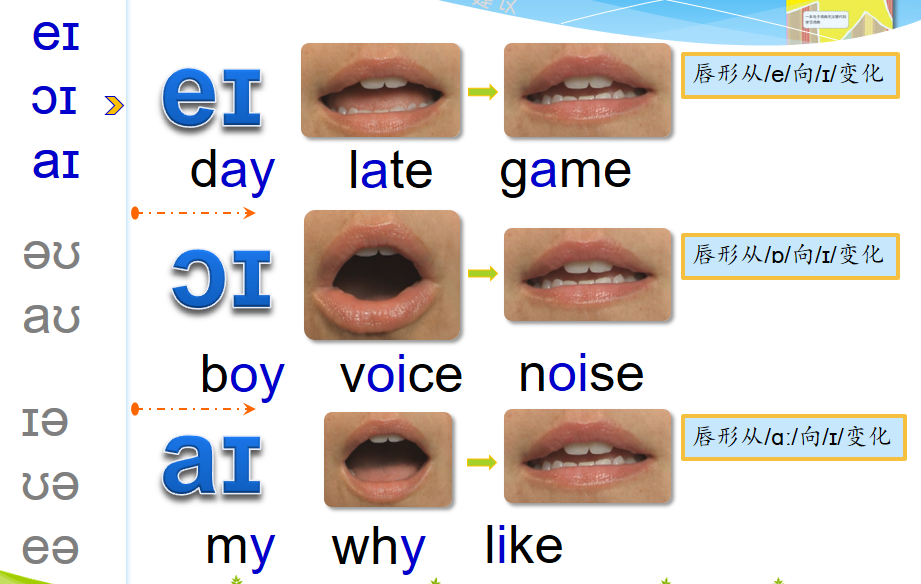 建议
eɪ
ɔɪ
aɪ
əʊ
aʊ
ɪə
ʊə
eə
eɪ
唇形从/e/向/ɪ/变化
day late game
ɔɪ
唇形从/ɒ/向/ɪ/变化
boy voice noise
aɪ
唇形从/ɑ:/向/ɪ/变化
my why like